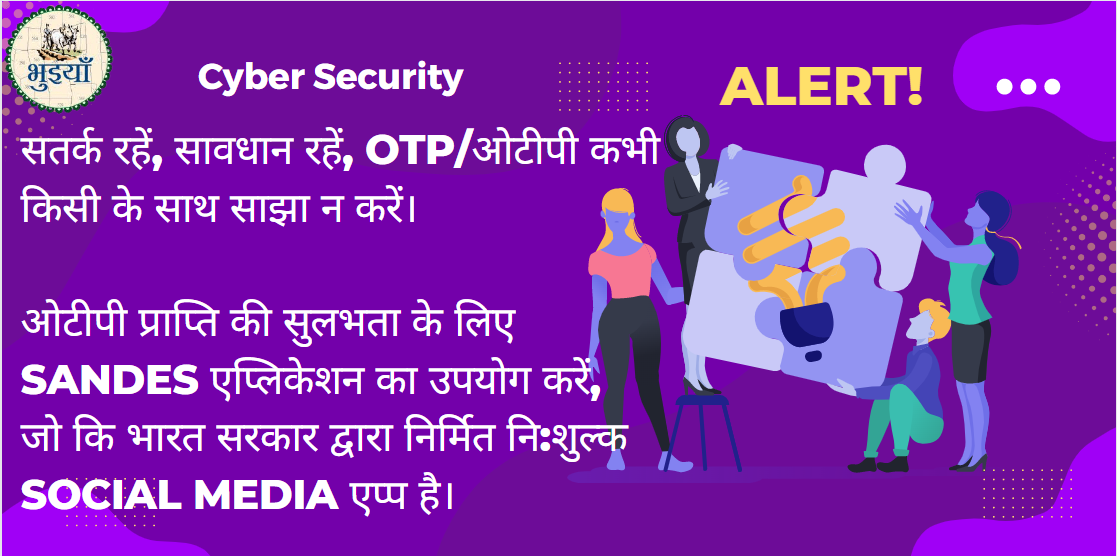 भुइयाँ
Cyber Security
ALERT!
सतर्क रहें, सावधान रहें, OTP/ओटीपी कभी
किसी के साथ साझा न करें।
ओटीपी प्राप्ति की सुलभता के लिए
SANDES एप्लिकेशन का उपयोग करें,
जो कि भारत सरकार द्वारा निर्मित नि:शुल्क
SOCIAL MEDIA एप्प है।